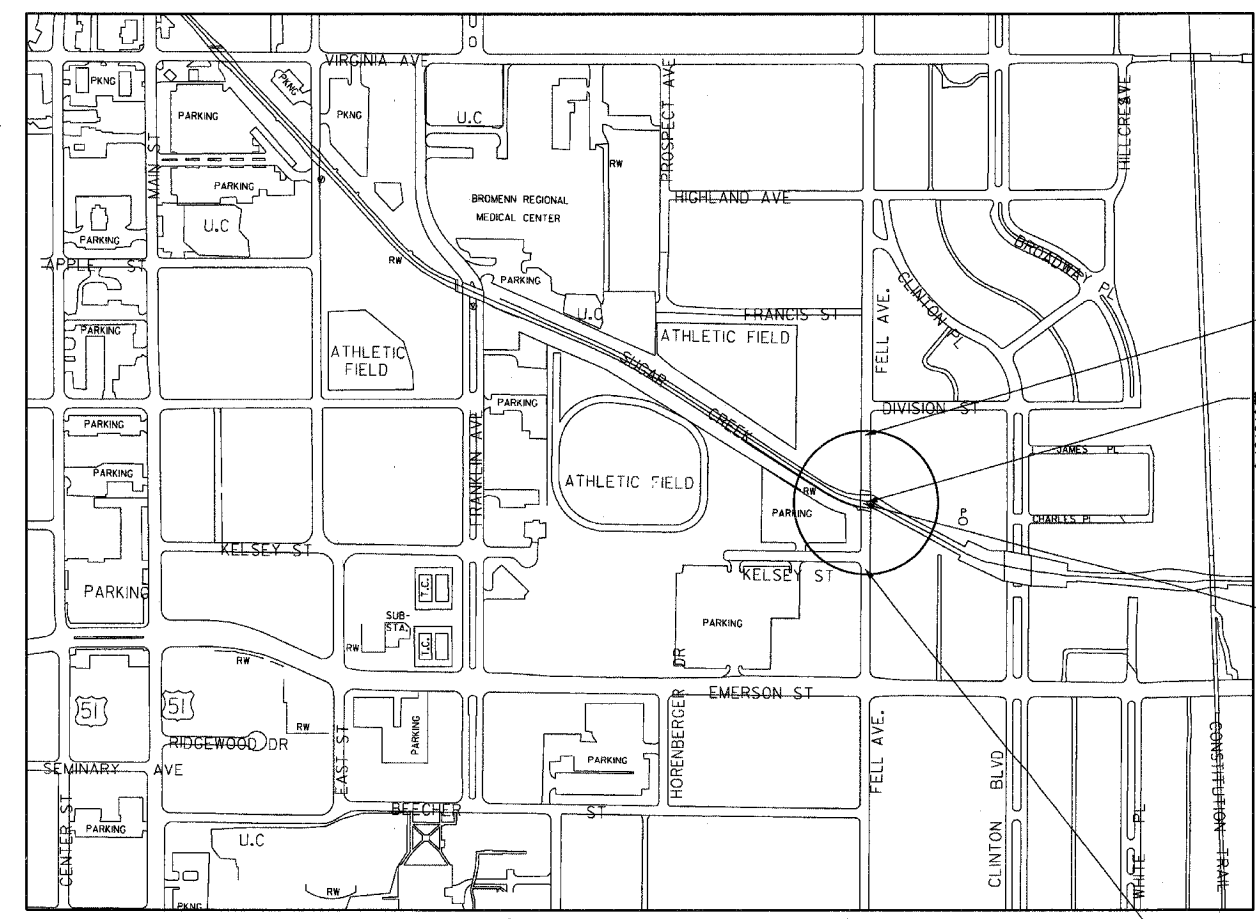 VIRGINIA AVE
PKNG
PKNG
PARKING
PKNG
U.C
MAIN ST
PARKING
RW
PROSPECT AVE
HILLCREST AVE
BROMENN REGIONAL
MEDICAL CENTER
HIGHLAND AVE
U.C
PARKING
APPLE ST
RW
BROADWAY PL
PARKING
CLINTON PL
FELL AVE.
U.C
FRANCIS ST
PARKING
ATHLETIC
FIELD
ATHLETIC FIELD
SUGAR
CREEK
PARKING
DIVISION ST
PARKING
FRANKLIN AVE
JAMES PL
PARKING
ATHLETIC FIELD
RW
PARKING
P
CHARLES PL
KELSEY ST
KELSEY ST
PARKING
T.C.
SUB-
STA.
T.C.
RW
PARKING
RW
HORENBERGER DR
EMERSON ST
51
51
RW
RIDGEWOOD DR
EAST ST
PARKING
FELL AVE.
SEMINARY AVE
PARKING
CONSTITUTION TRAIL
CLINTON BLVD
BEECHER ST
CENTER ST
PARKING
U.C
WHITE PL
RW
PKNG